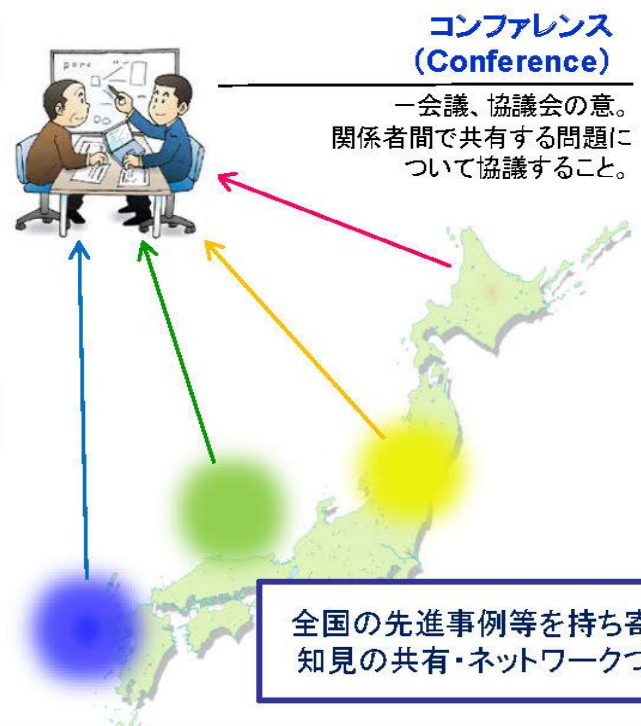 コンファレンス
(Conference)
ー会議、協議会の意。
関係者間で共有する問題に
ついて協議すること。
全国の先進事例等を持ち寄
知見の共有・ネットワークづ